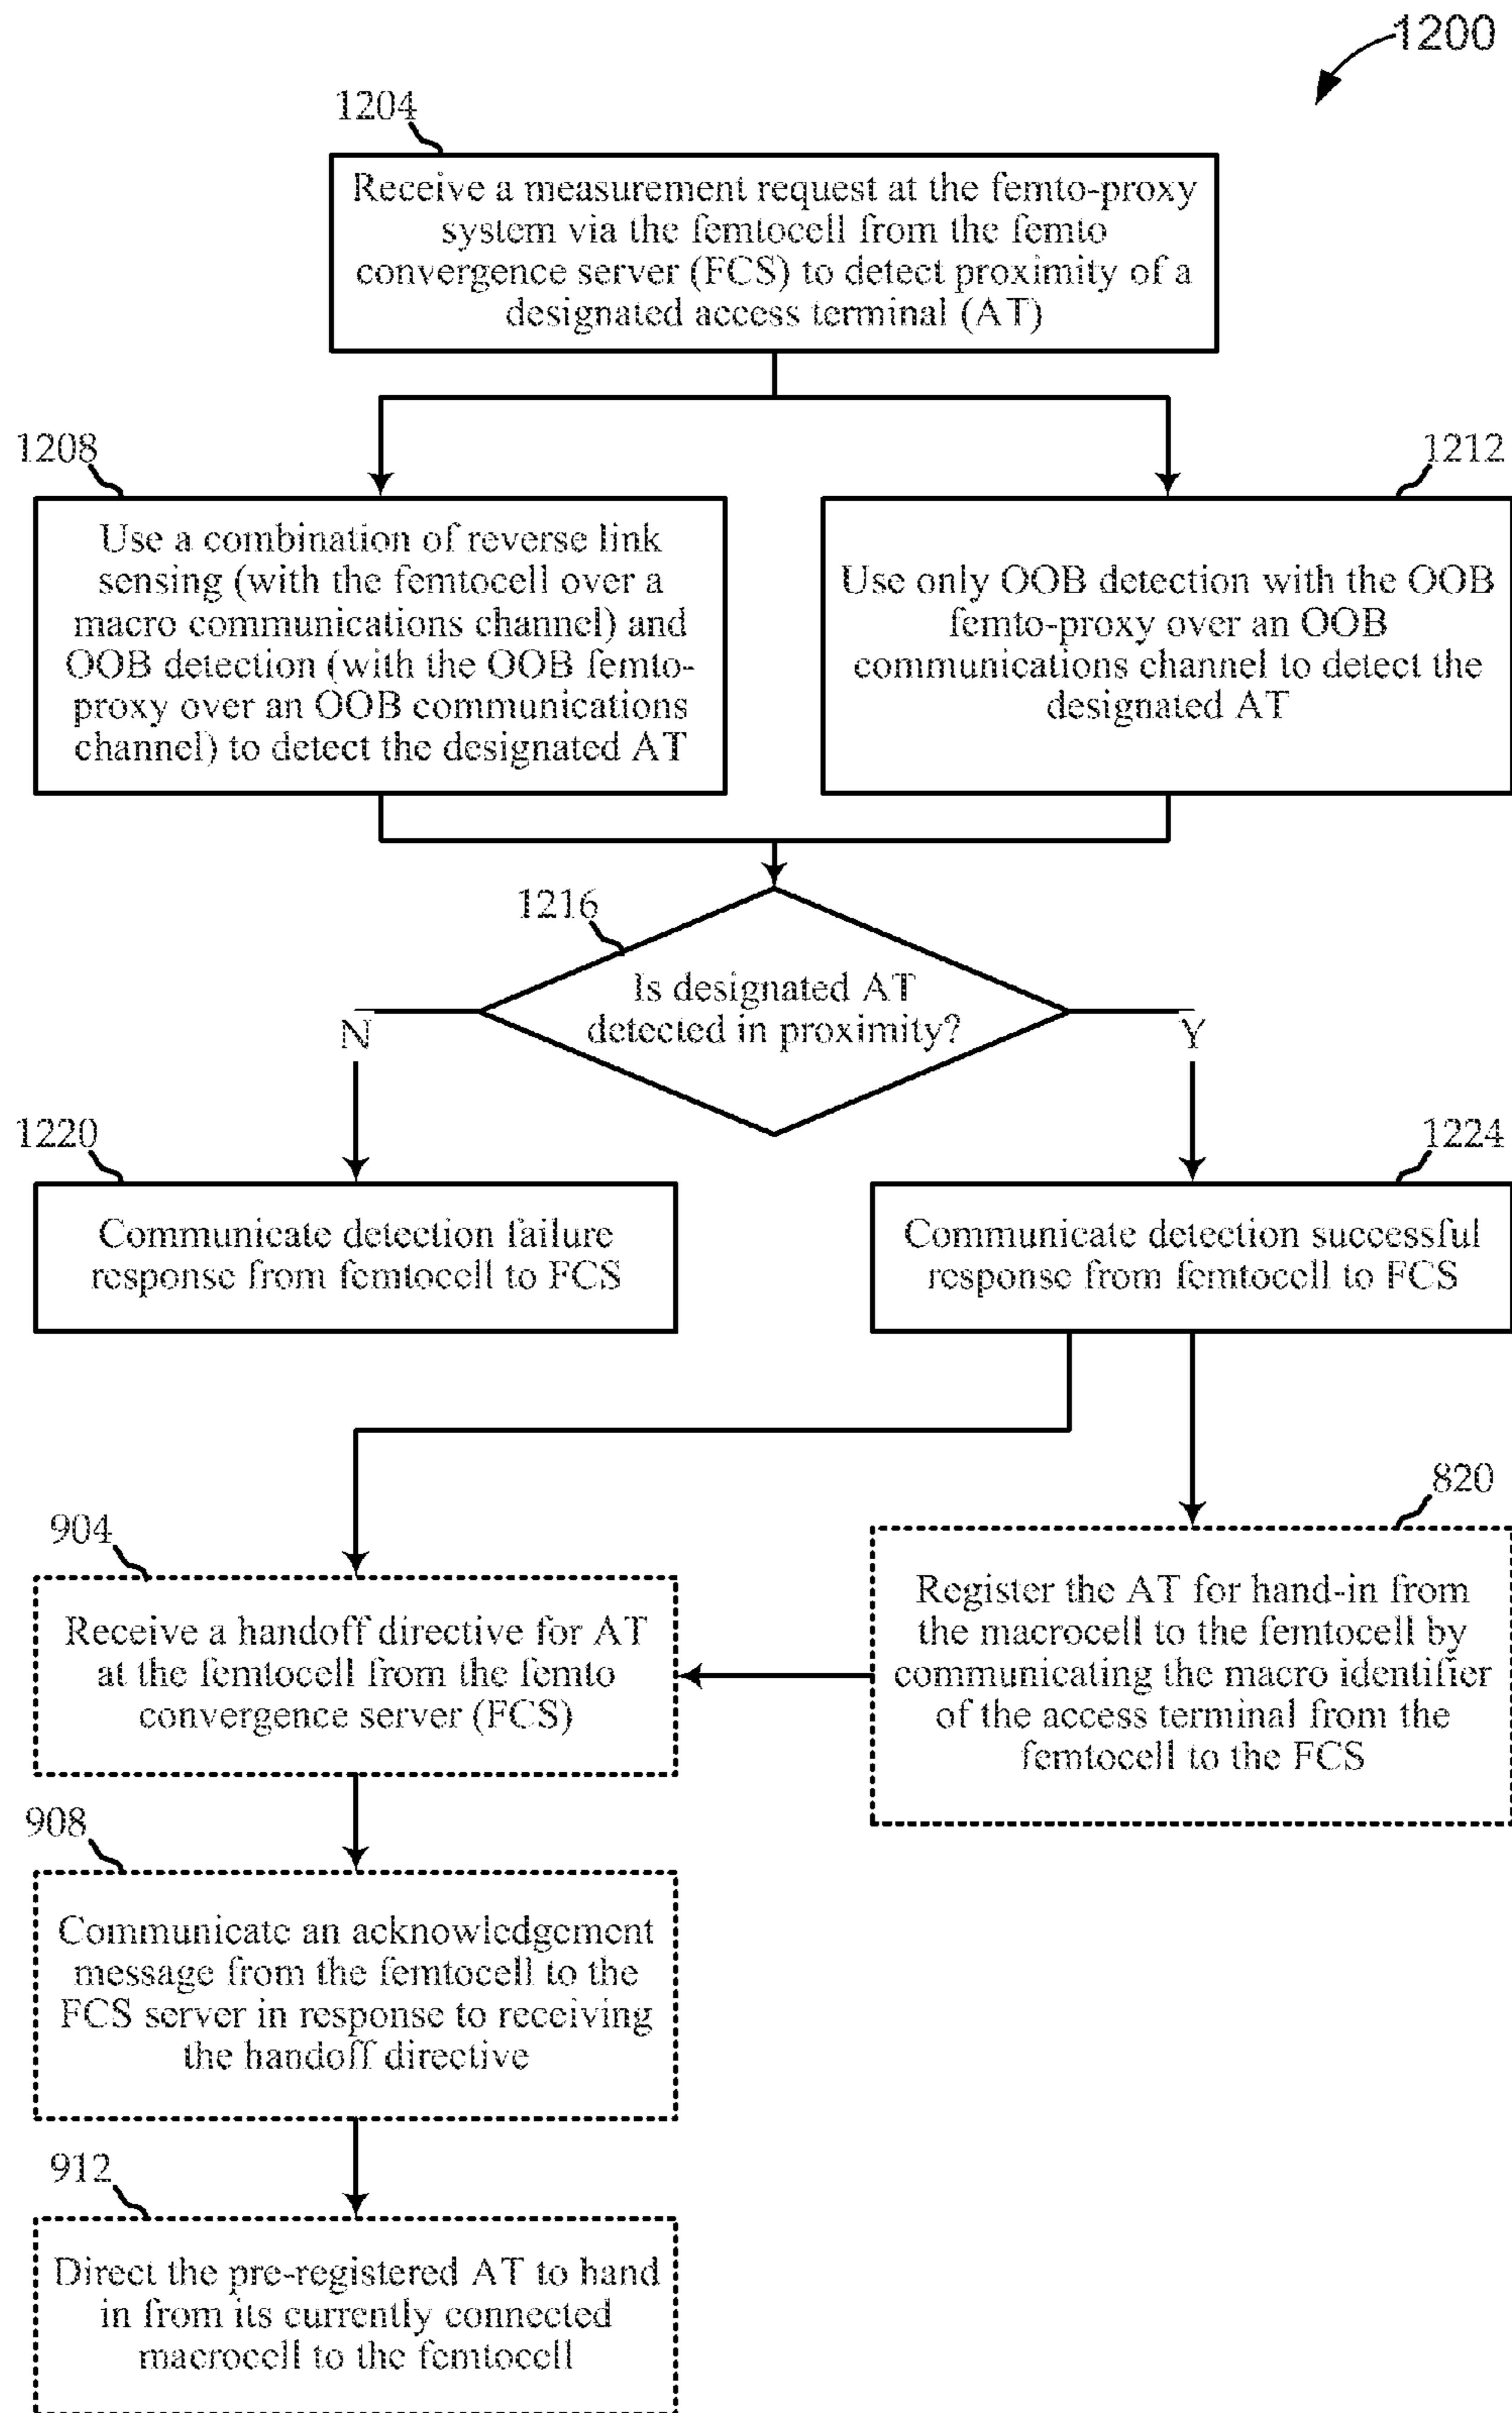 1200
1204
Receive a measurement request at the femto-proxy
system via the femtocell from the femto
convergence server (FCS) to detect proximity of a
designated access terminal (AT)
1208
Use a combination of reverse link
sensing (with the femtocell over a
macro communications channel) and
OOB detection (with the OOB femto-
proxy over an OOB communications
channel) to detect the designated AT
1212
Use only OOB detection with the OOB
femto-proxy over an OOB
communications channel to detect the
designated AT
1216
Is designated AT
detected in proximity?
N
Y
1220
Communicate detection failure
response from femtocell to FCS
1224
Communicate detection successful
response from femtocell to FCS
820
Register the AT for hand-in from
the macrocell to the femtocell by
communicating the macro identifier
of the access terminal from the
femtocell to the FCS
904
Receive a handoff directive for AT
at the femtocell from the femto
convergence server (FCS)
908
Communicate an acknowledgement
message from the femtocell to the
FCS server in response to receiving
the handoff directive
912
Direct the pre-registered AT to hand
in from its currently connected
macrocell to the femtocell